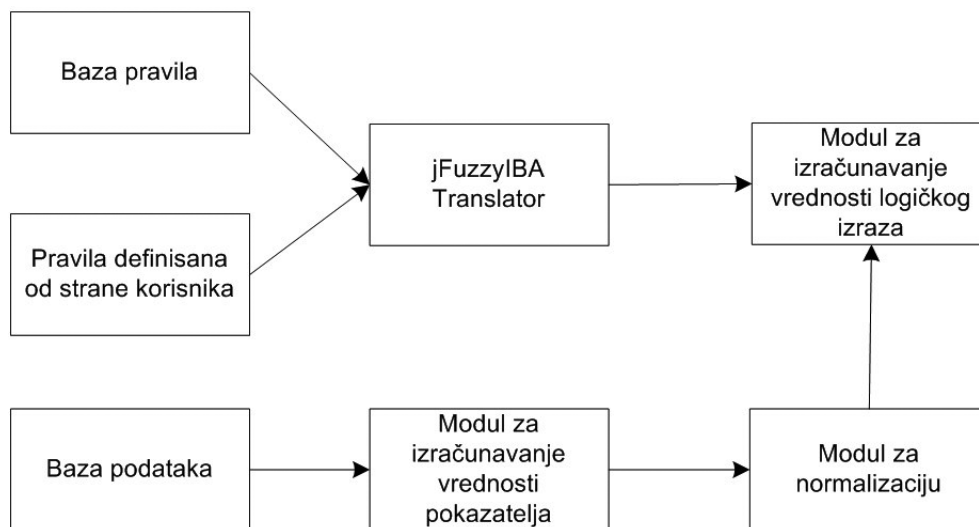 Baza pravila
jFuzzyIBA
Translator
Modul za
izračunavanje
vrednosti logičkog
izraza
Pravila definisana
od strane korisnika
Baza podataka
Modul za
izračunavanje
vrednosti
pokazatelja
Modul za
normalizaciju